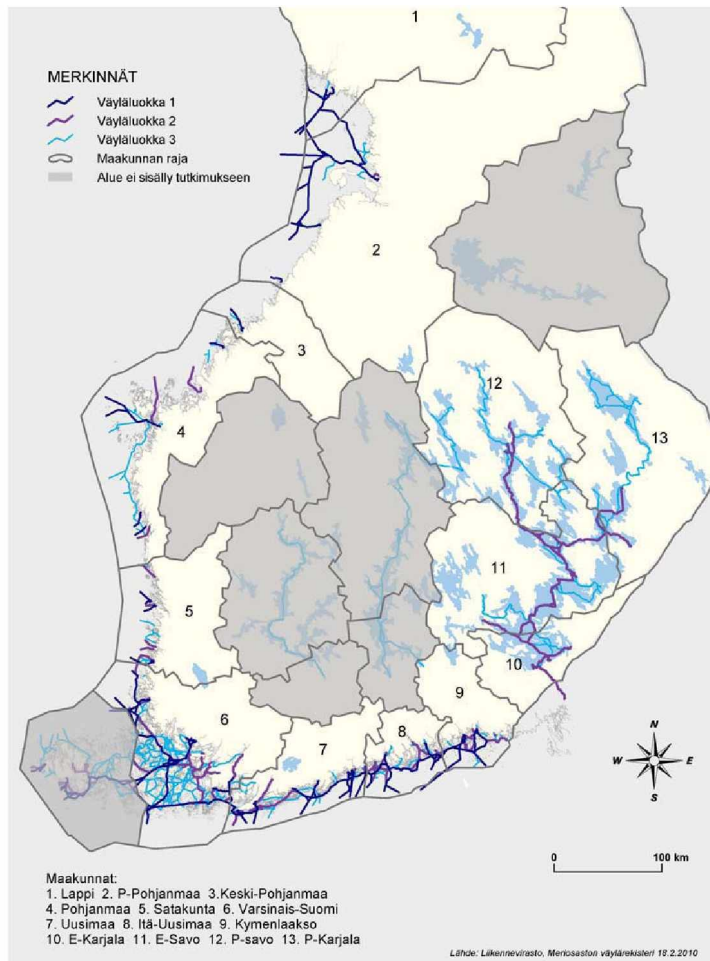 MERKINNÄT
Väyläluokka 1
Väyläluokka 2
Väyläluokka 3
Maakunnan raja
Alue ei sisälly tutkimukseen
1
2
3
4
12
13
11
5
10
9
6
8
7
N
W E
S
0 100 km
Maakunnat:
1. Lappi 2. P-Pohjanmaa 3.Keski-Pohjanmaa
4. Pohjanmaa 5. Satakunta 6. Varsinais-Suomi
7. Uusimaa 8. Itä-Uusimaa 9. Kymenlaakso
10. E-Karjala 11. E-Savo 12. P-savo 13. P-Karjala
Lähde: Liikennevirasto, Meriosaston väylärekisteri 18.2.2010